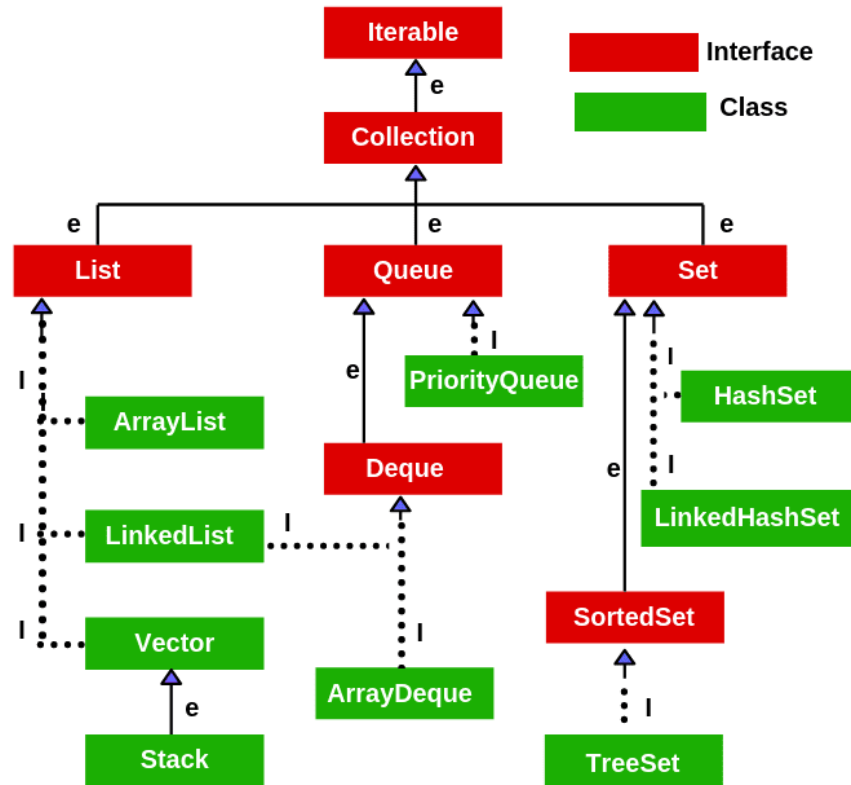 Iterable
Interface
e
Class
Collection
e
e
e
List
Queue
Set
l
e
l
PriorityQueue
l
HashSet
ArrayList
Deque
e
l
LinkedHashSet
l
LinkedList
l
SortedSet
l
Vector
l
l
ArrayDeque
e
l
Stack
TreeSet